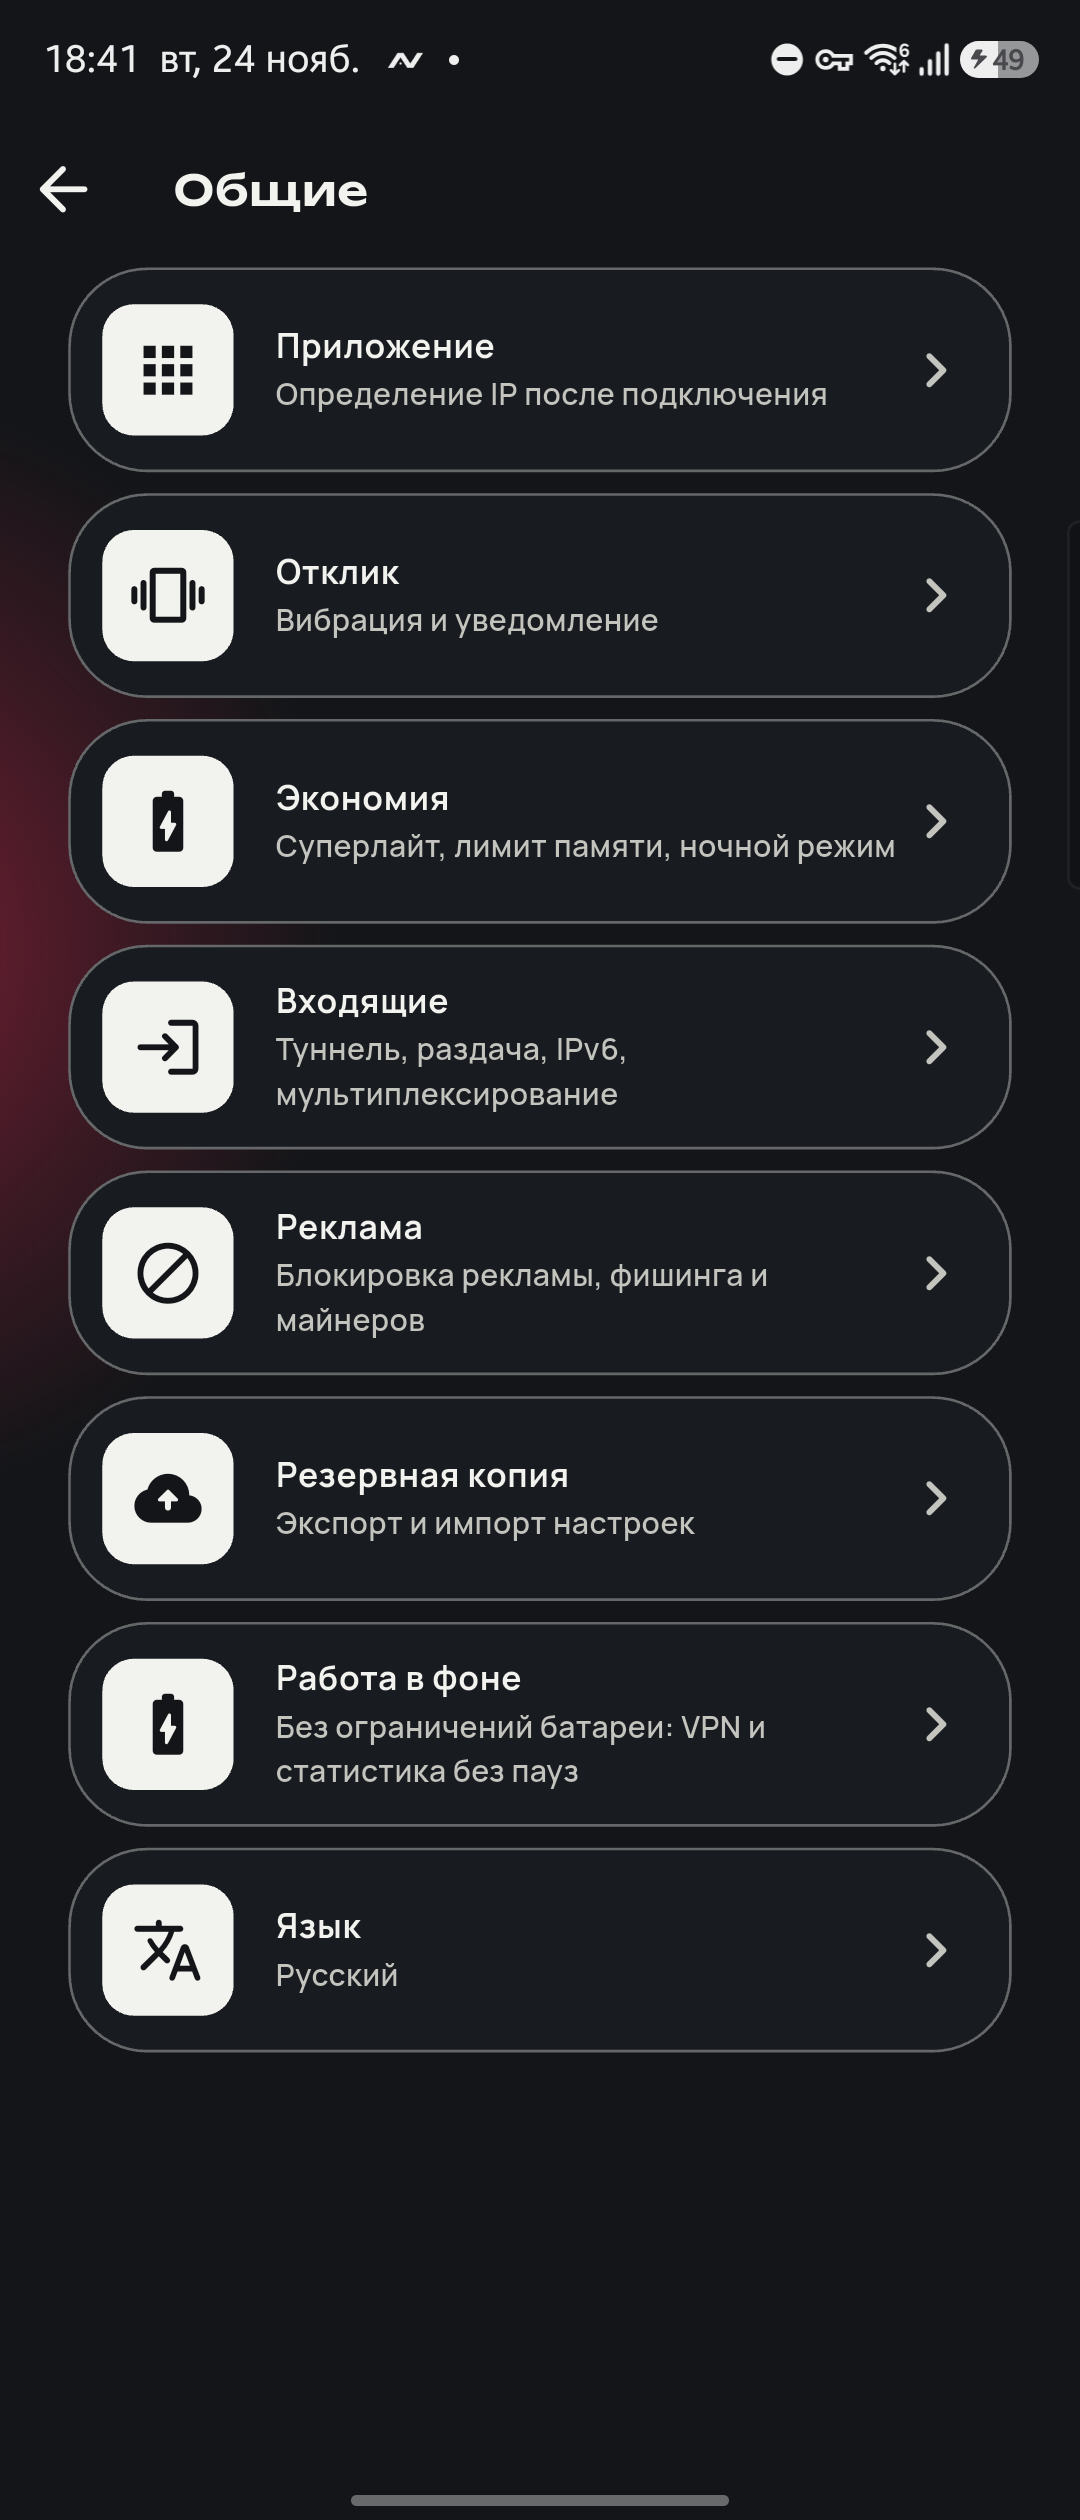 18:41 вт, 24 нояб.
6
49
Общие
Приложение
Определение IP после подключения
Отклик
Вибрация и уведомление
Экономия
Суперлайт, лимит памяти, ночной режим
Входящие
Туннель, раздача, IPv6,
мультиплексирование
Реклама
Блокировка рекламы, фишинга и
майнеров
Резервная копия
Экспорт и импорт настроек
Работа в фоне
Без ограничений батареи: VPN и
статистика без пауз
Язык
Русский